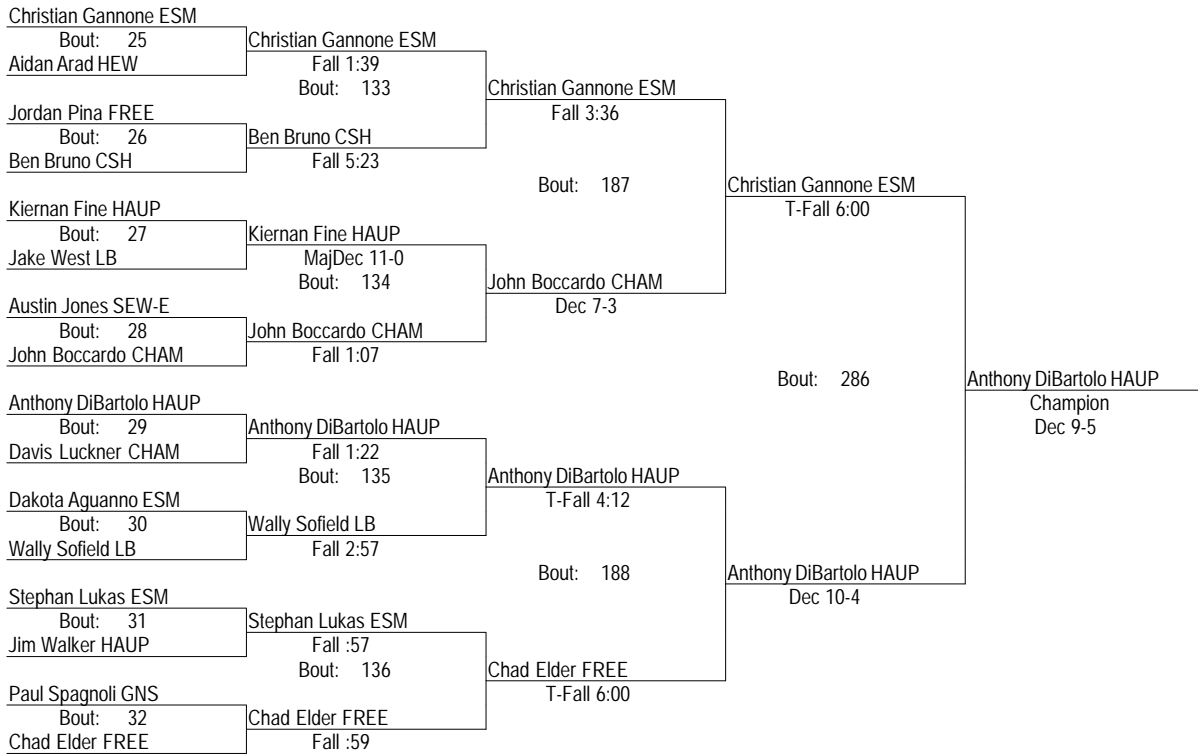 Christian Gannone ESM
Bout: 25
Aidan Arad HEW
Jordan Pina FREE
Bout: 26
Ben Bruno CSH
Kiernan Fine HAUP
Bout: 27
Jake West LB
Austin Jones SEW-E
Bout: 28
John Boccardo CHAM
Anthony DiBartolo HAUP
Bout: 29
Davis Luckner CHAM
Dakota Aguanno ESM
Bout: 30
Wally Sofield LB
Stephan Lukas ESM
Bout: 31
Jim Walker HAUP
Paul Spagnoli GNS
Bout: 32
Chad Elder FREE
Christian Gannone ESM
Fall 1:39
Bout: 133
Ben Bruno CSH
Fall 5:23
Kiernan Fine HAUP
MajDec 11-0
Bout: 134
John Boccardo CHAM
Fall 1:07
Anthony DiBartolo HAUP
Fall 1:22
Bout: 135
Wally Sofield LB
Fall 2:57
Stephan Lukas ESM
Fall :57
Bout: 136
Chad Elder FREE
Fall :59
Christian Gannone ESM
Fall 3:36
Bout: 187
John Boccardo CHAM
Dec 7-3
Anthony DiBartolo HAUP
T-Fall 4:12
Bout: 188
Chad Elder FREE
T-Fall 6:00
Christian Gannone ESM
T-Fall 6:00
Bout: 286
Anthony DiBartolo HAUP
Dec 10-4
Anthony DiBartolo HAUP
Champion
Dec 9-5